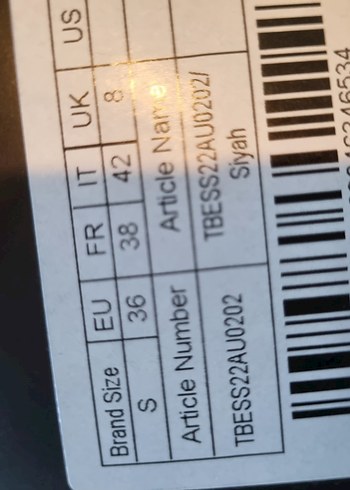 Brand Size EU FR IT UK US
S 36 38 42 8
Article Number Article Name
TBESS22AU0202 TBESS22AU0202/
Siyah